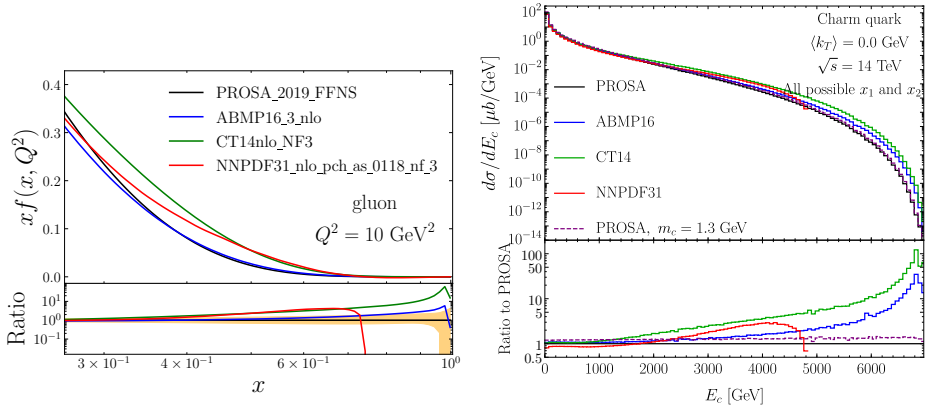 0.4
0.3
0.2
0.1
0.0
xf(x, Q²)
PROSA_2019_FFNS
ABMP16_3_nlo
CT14nlo_NF3
NNPDF31_nlo_pch_as_0118_nf_3
gluon
Q² = 10 GeV²
Ratio
10¹
10⁰
10⁻¹
3 × 10⁻¹ 4 × 10⁻¹ 6 × 10⁻¹ 10⁰
x
10²
10⁰
10⁻²
10⁻⁴
10⁻⁶
10⁻⁸
10⁻¹⁰
10⁻¹²
10⁻¹⁴
dσ/dE_c [μb/GeV]
Charm quark
⟨k_T⟩ = 0.0 GeV
√s = 14 TeV
All possible x₁ and x₂
PROSA
ABMP16
CT14
NNPDF31
PROSA, m_c = 1.3 GeV
Ratio to PROSA
100
50
10
5
1
0.5
0 1000 2000 3000 4000 5000 6000
E_c [GeV]